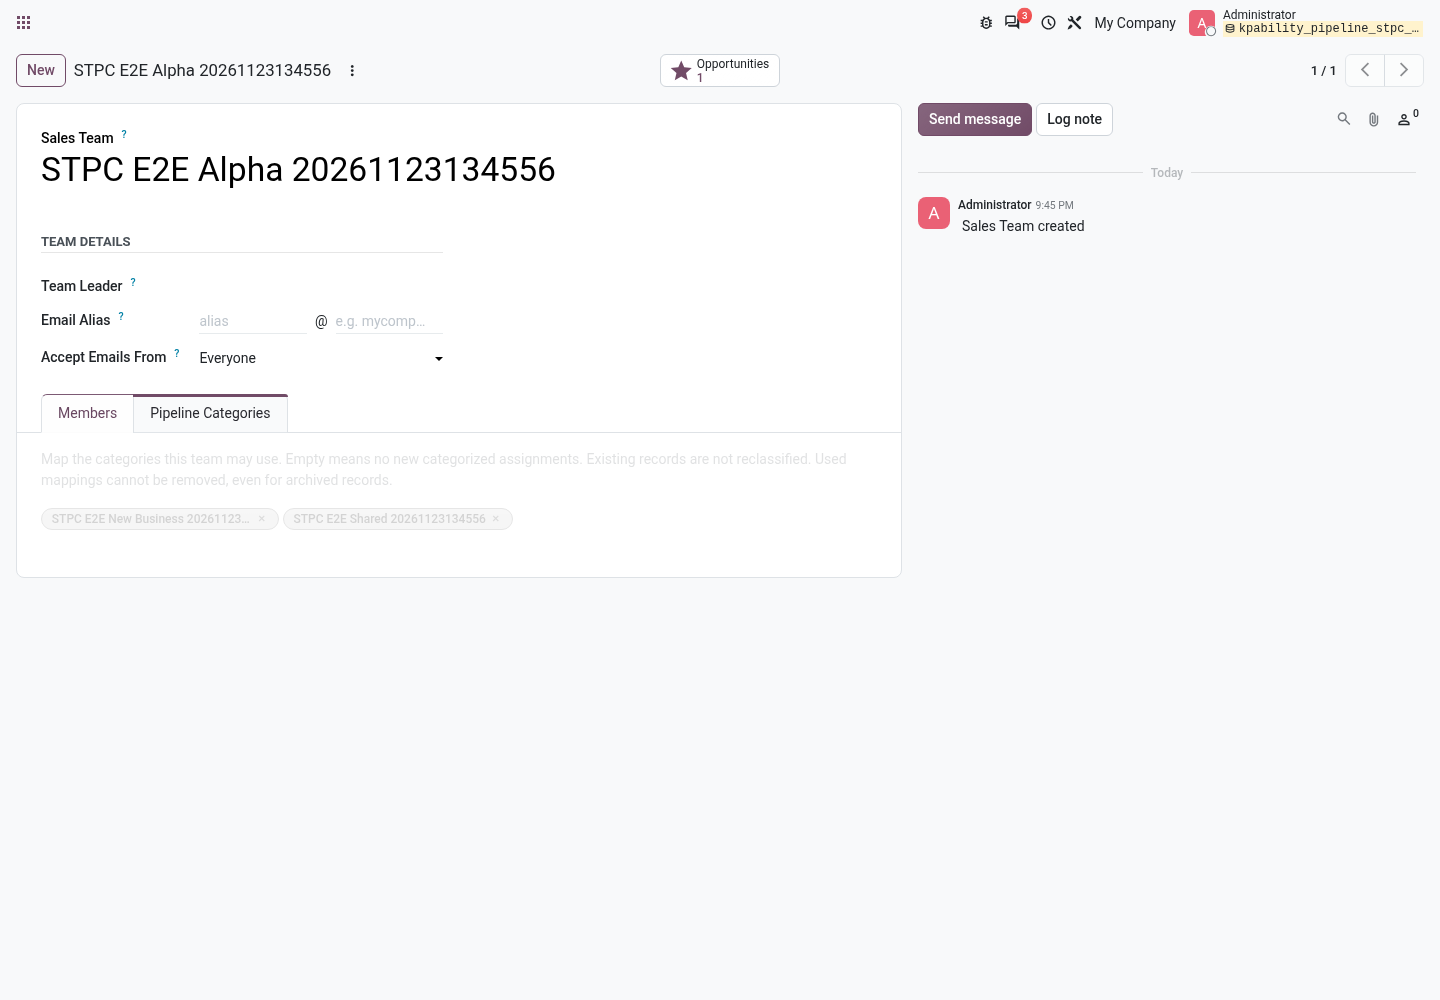 3
My Company
A
Administrator
kpability_pipeline_stpc_…
New
STPC E2E Alpha 20261123134556
Opportunities
1
1 / 1
Sales Team ?
STPC E2E Alpha 20261123134556
TEAM DETAILS
Team Leader ?
Email Alias ?
alias @ e.g. mycomp…
Accept Emails From ?
Everyone
Members
Pipeline Categories
Map the categories this team may use. Empty means no new categorized assignments. Existing records are not reclassified. Used
mappings cannot be removed, even for archived records.
STPC E2E New Business 20261123… ×
STPC E2E Shared 20261123134556 ×
Send message
Log note
0
Today
A
Administrator 9:45 PM
Sales Team created